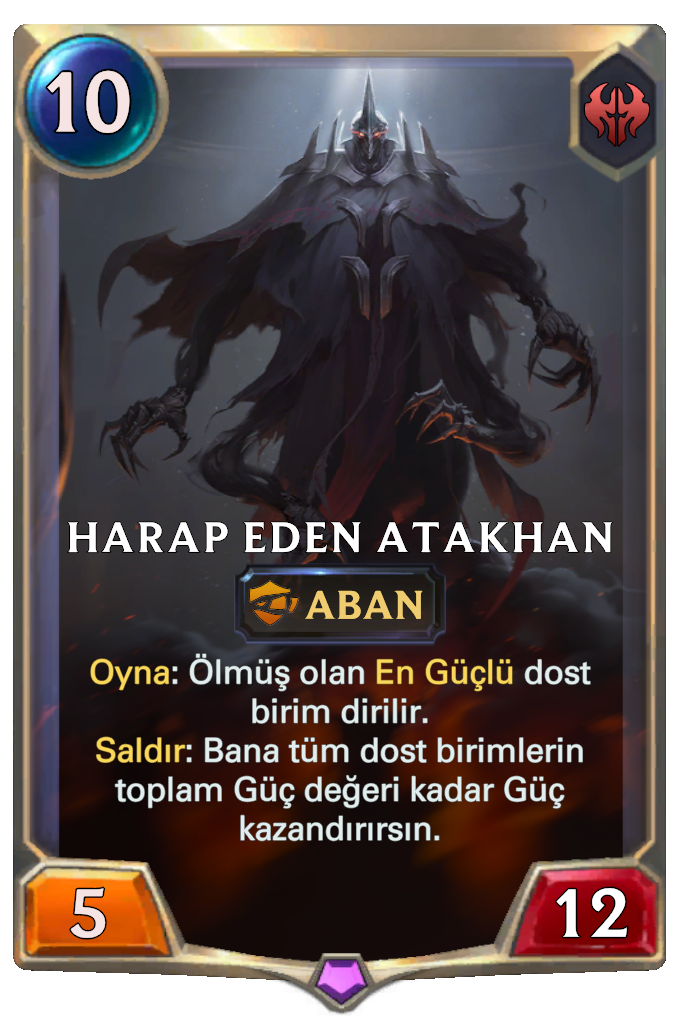 10
HARAP EDEN ATAKHAN
ABAN
Oyna: Ölmüş olan En Güçlü dost
birim dirilir.
Saldır: Bana tüm dost birimlerin
toplam Güç değeri kadar Güç
kazandırırsın.
5
12